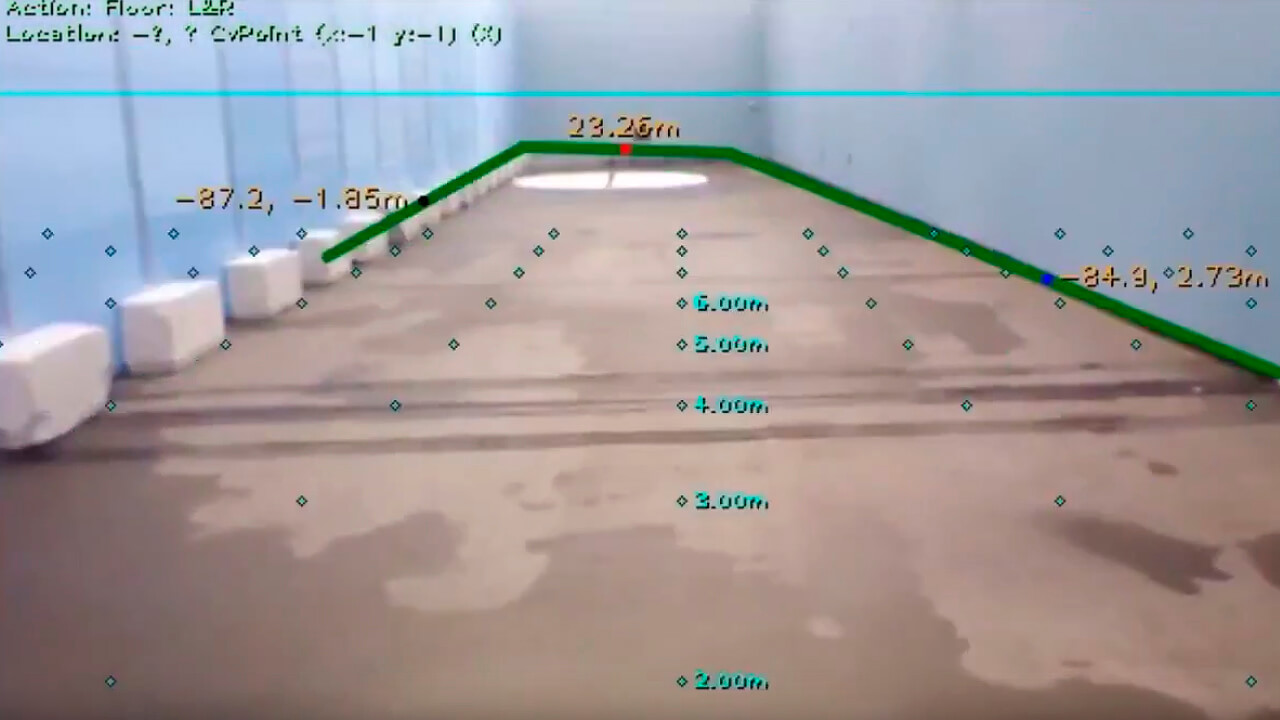 Action: Floor: L&R
Location: -?, ? CvPoint (x:-1 y:-1) (X)
23.26m
-87.2, -1.85m
-84.9, 2.73m
6.00m
5.00m
4.00m
3.00m
2.00m